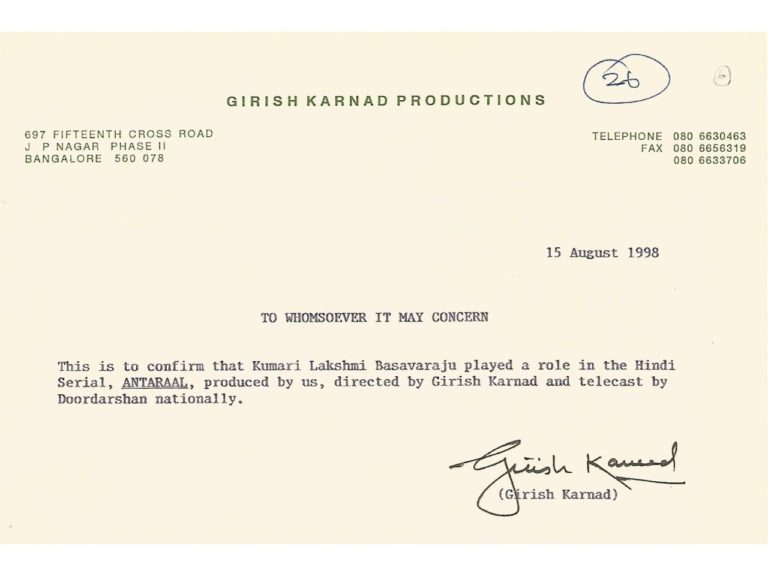 26
6
GIRISH KARNAD PRODUCTIONS
697 FIFTEENTH CROSS ROAD
J P NAGAR PHASE II
BANGALORE 560 078
TELEPHONE 080 6630463
FAX 080 6656319
080 6633706
15 August 1998
TO WHOMSOEVER IT MAY CONCERN
This is to confirm that Kumari Lakshmi Basavaraju played a role in the Hindi
Serial, ANTARAAL, produced by us, directed by Girish Karnad and telecast by
Doordarshan nationally.
Girish Karnad
(Girish Karnad)